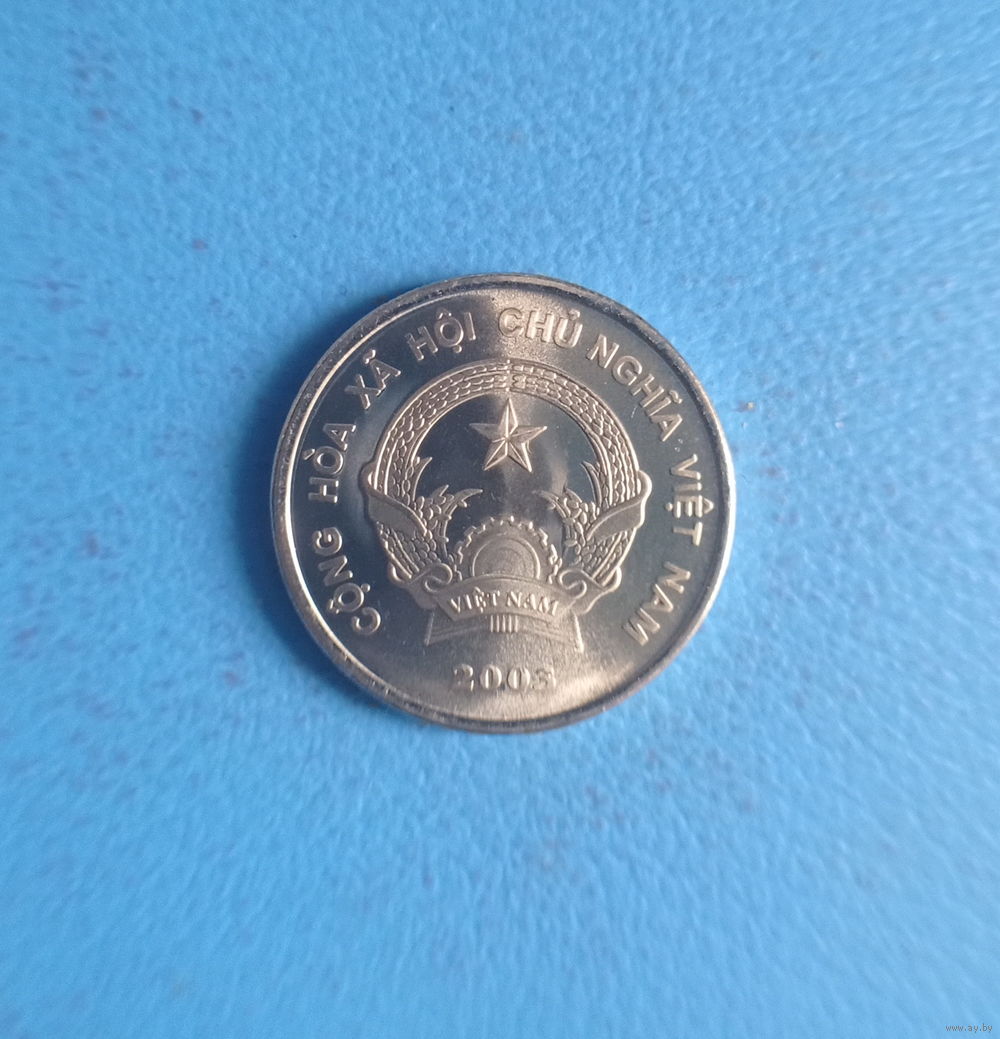 CỘNG HÒA XÃ HỘI CHỦ NGHĨA VIỆT NAM
VIỆT NAM
2003
www.ay.by